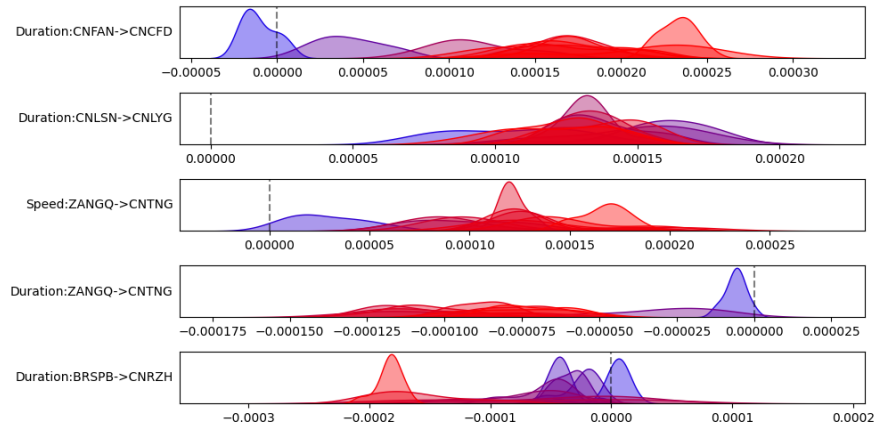 Duration:CNFAN->CNCFD
−0.00005 0.00000 0.00005 0.00010 0.00015 0.00020 0.00025 0.00030
Duration:CNLSN->CNLYG
0.00000 0.00005 0.00010 0.00015 0.00020
Speed:ZANGQ->CNTNG
0.00000 0.00005 0.00010 0.00015 0.00020 0.00025
Duration:ZANGQ->CNTNG
−0.000175 −0.000150 −0.000125 −0.000100 −0.000075 −0.000050 −0.000025 0.000000 0.000025
Duration:BRSPB->CNRZH
−0.0003 −0.0002 −0.0001 0.0000 0.0001 0.0002